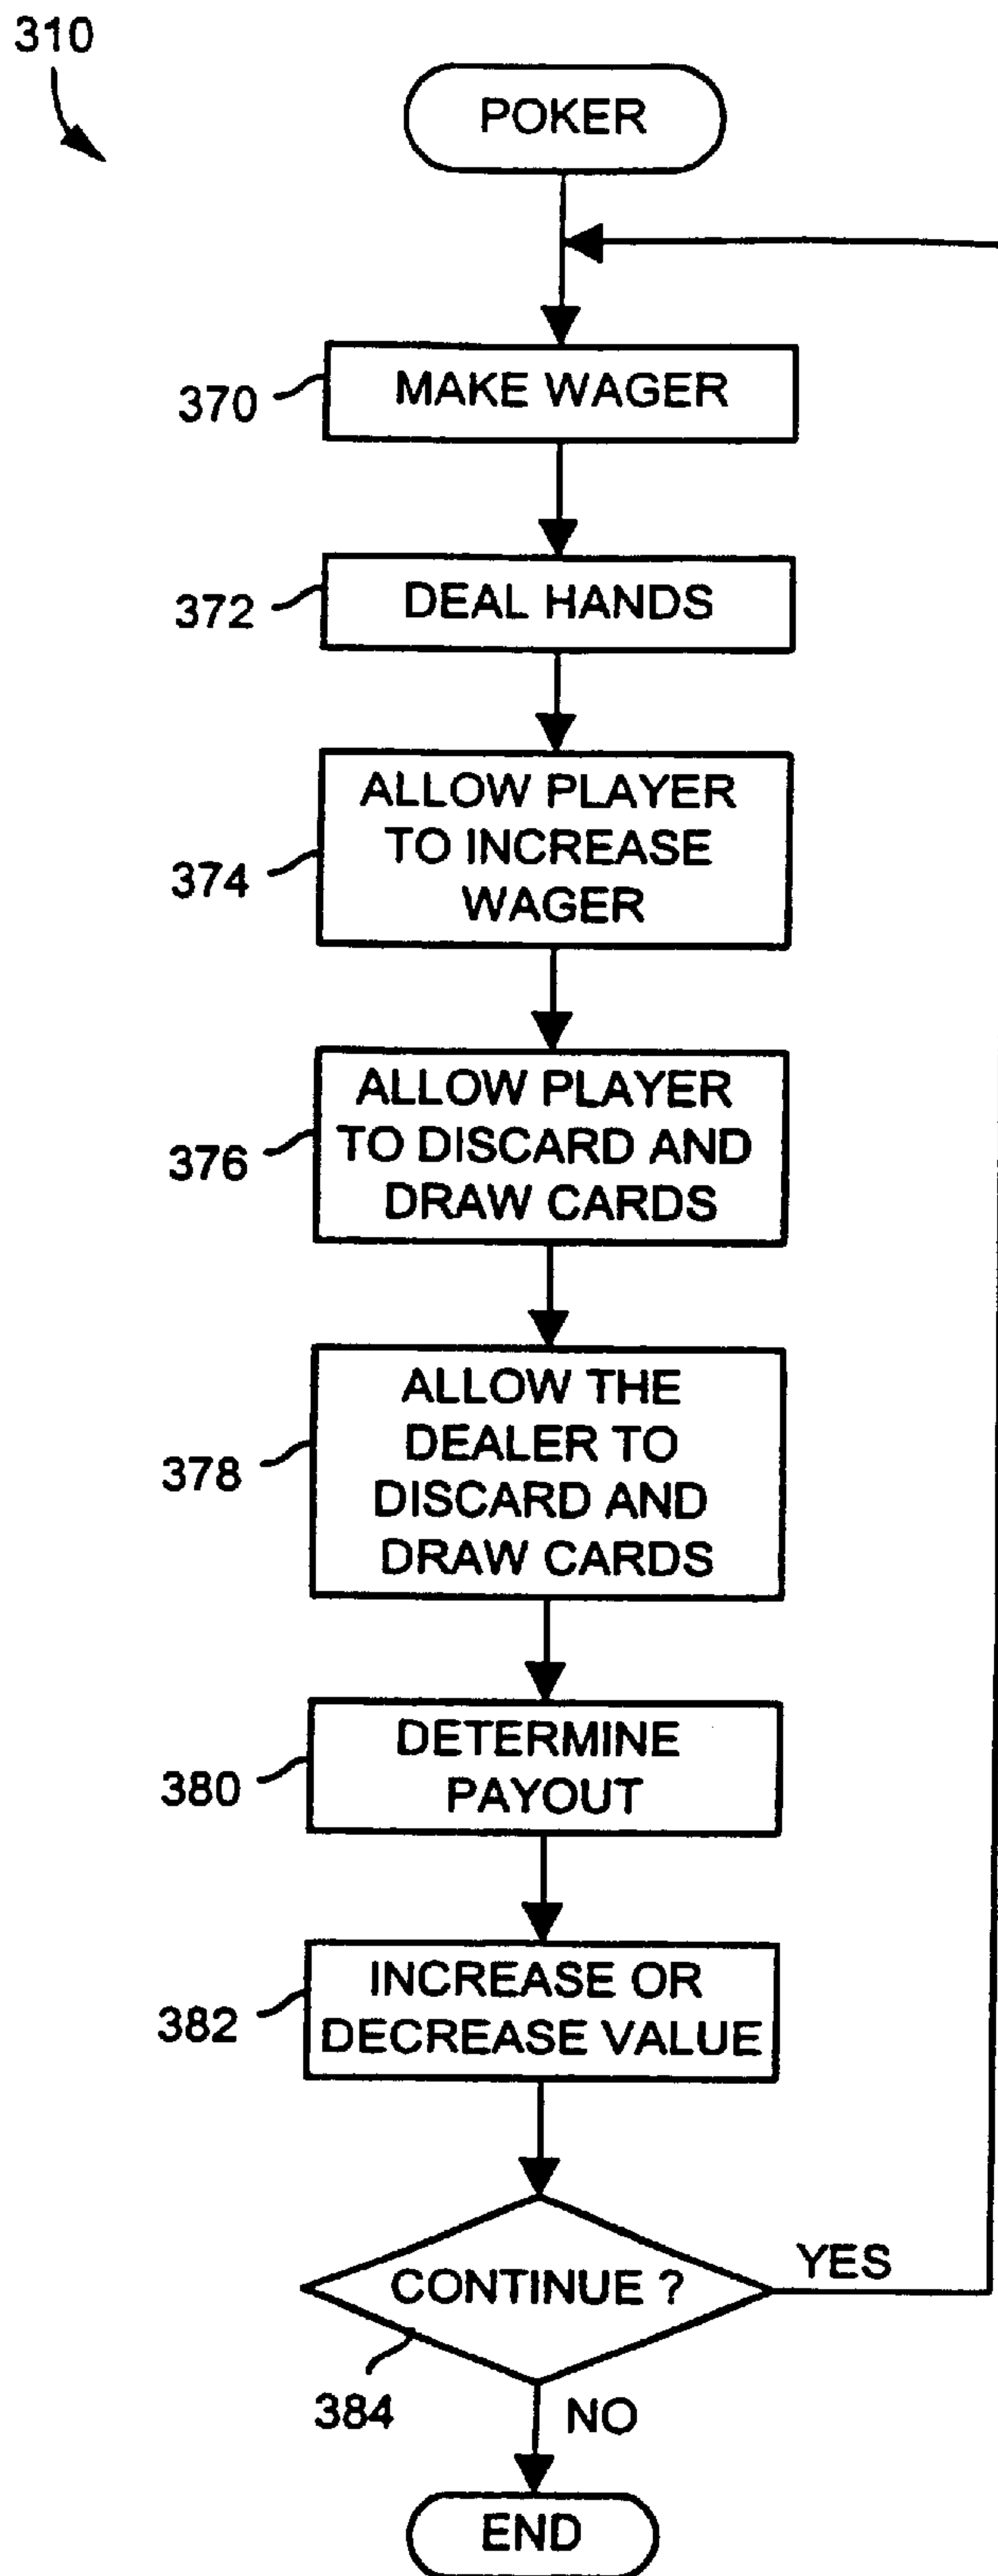 310
POKER
370
MAKE WAGER
372
DEAL HANDS
374
ALLOW PLAYER
TO INCREASE
WAGER
376
ALLOW PLAYER
TO DISCARD AND
DRAW CARDS
378
ALLOW THE
DEALER TO
DISCARD AND
DRAW CARDS
380
DETERMINE
PAYOUT
382
INCREASE OR
DECREASE VALUE
CONTINUE ?
YES
384
NO
END